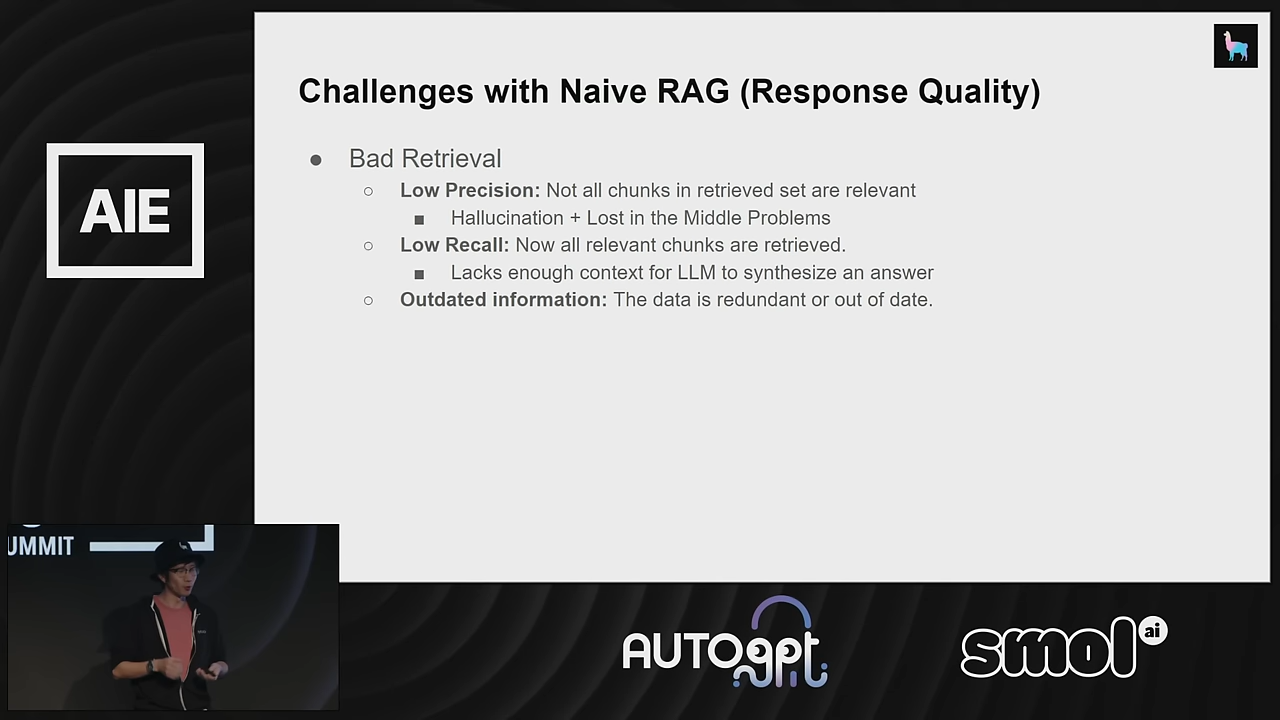 Challenges with Naive RAG (Response Quality)
● Bad Retrieval
○ Low Precision: Not all chunks in retrieved set are relevant
■ Hallucination + Lost in the Middle Problems
○ Low Recall: Now all relevant chunks are retrieved.
■ Lacks enough context for LLM to synthesize an answer
○ Outdated information: The data is redundant or out of date.
AIE
UMMIT
AUTOgpt
smol ai